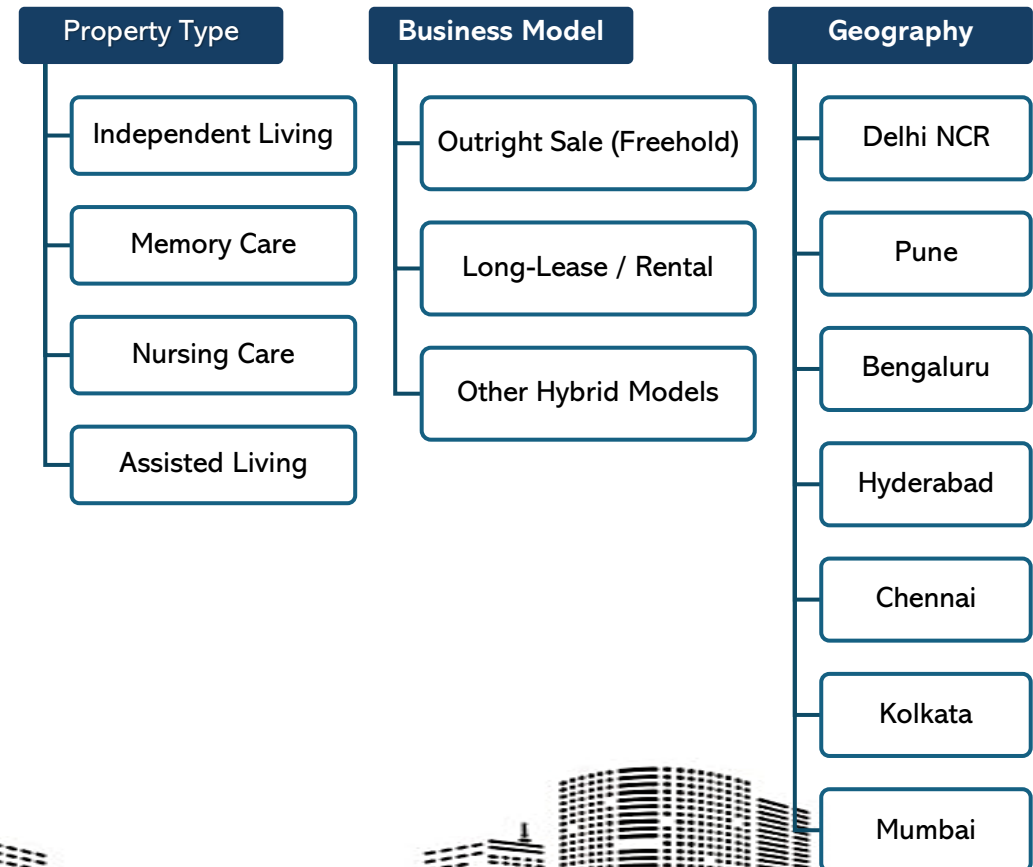 Property Type
Independent Living
Memory Care
Nursing Care
Assisted Living
Business Model
Outright Sale (Freehold)
Long-Lease / Rental
Other Hybrid Models
Geography
Delhi NCR
Pune
Bengaluru
Hyderabad
Chennai
Kolkata
Mumbai